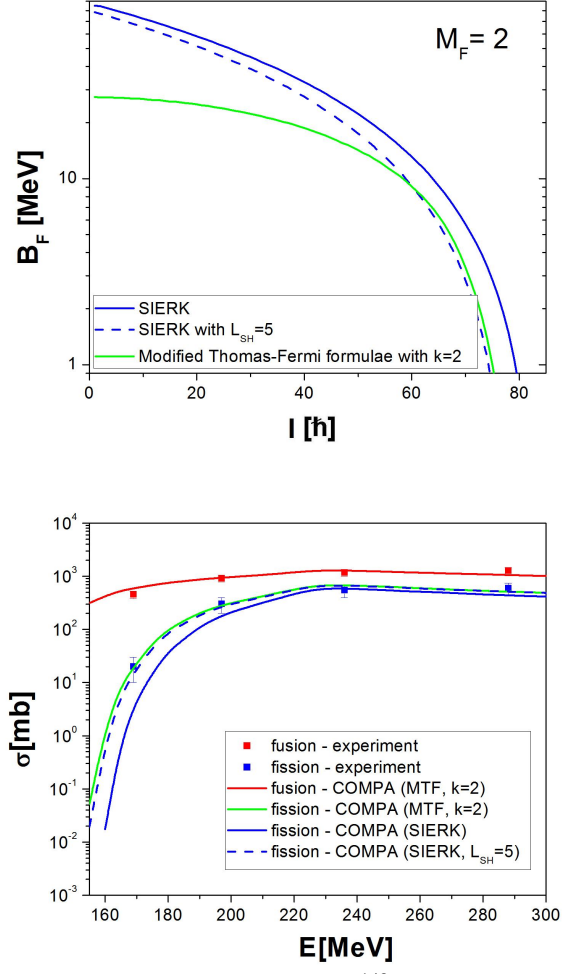 M_F= 2
B_F [MeV]
10
1
SIERK
SIERK with L_SH=5
Modified Thomas-Fermi formulae with k=2
0 20 40 60 80
I [ħ]
10^4
10^3
10^2
10^1
10^0
10^-1
10^-2
10^-3
σ[mb]
fusion - experiment
fission - experiment
fusion - COMPA (MTF, k=2)
fission - COMPA (MTF, k=2)
fission - COMPA (SIERK)
fission - COMPA (SIERK, L_SH=5)
160 180 200 220 240 260 280 300
E[MeV]